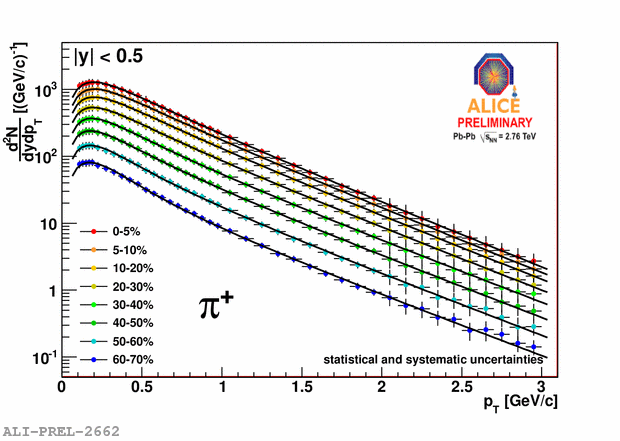 |y| < 0.5
d²N/dydp_T [(GeV/c)⁻¹]
10³
10²
10
1
10⁻¹
ALICE
PRELIMINARY
Pb-Pb √s_NN = 2.76 TeV
0-5%
5-10%
10-20%
20-30%
30-40%
40-50%
50-60%
60-70%
π⁺
statistical and systematic uncertainties
0 0.5 1 1.5 2 2.5 3
p_T [GeV/c]
ALI-PREL-2662